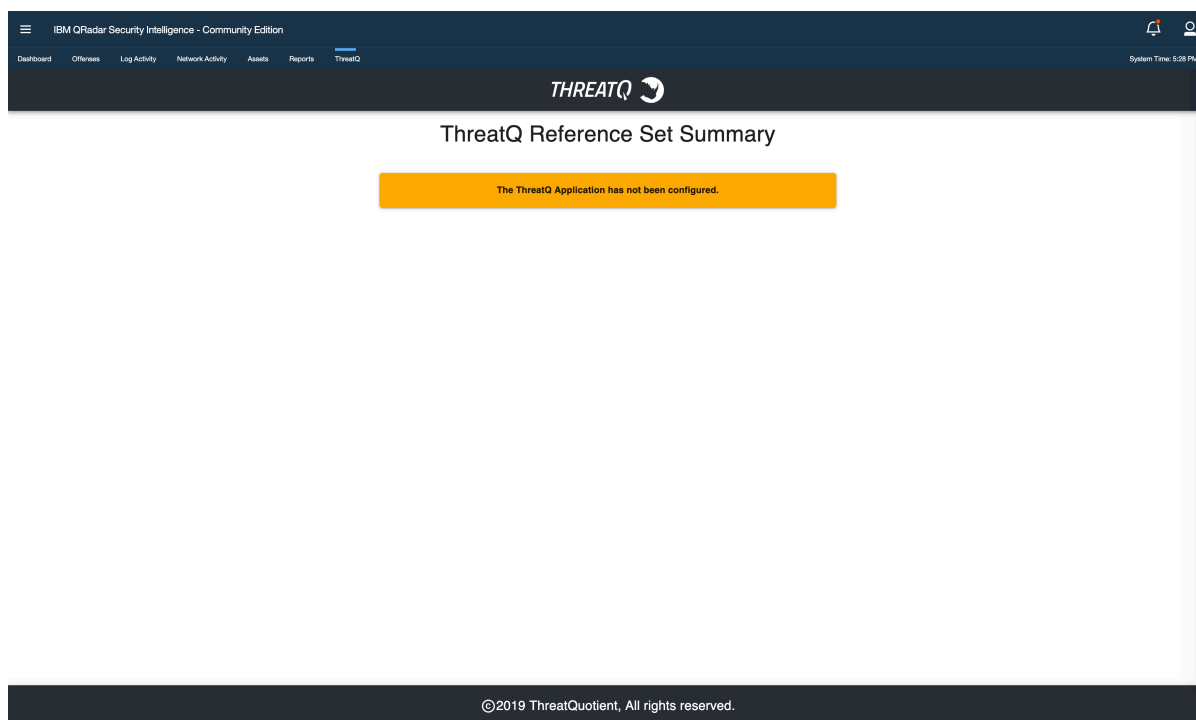 IBM QRadar Security Intelligence - Community Edition
Dashboard Offenses Log Activity Network Activity Assets Reports ThreatQ System Time: 5:28 PM
THREATQ
ThreatQ Reference Set Summary
The ThreatQ Application has not been configured.
©2019 ThreatQuotient, All rights reserved.